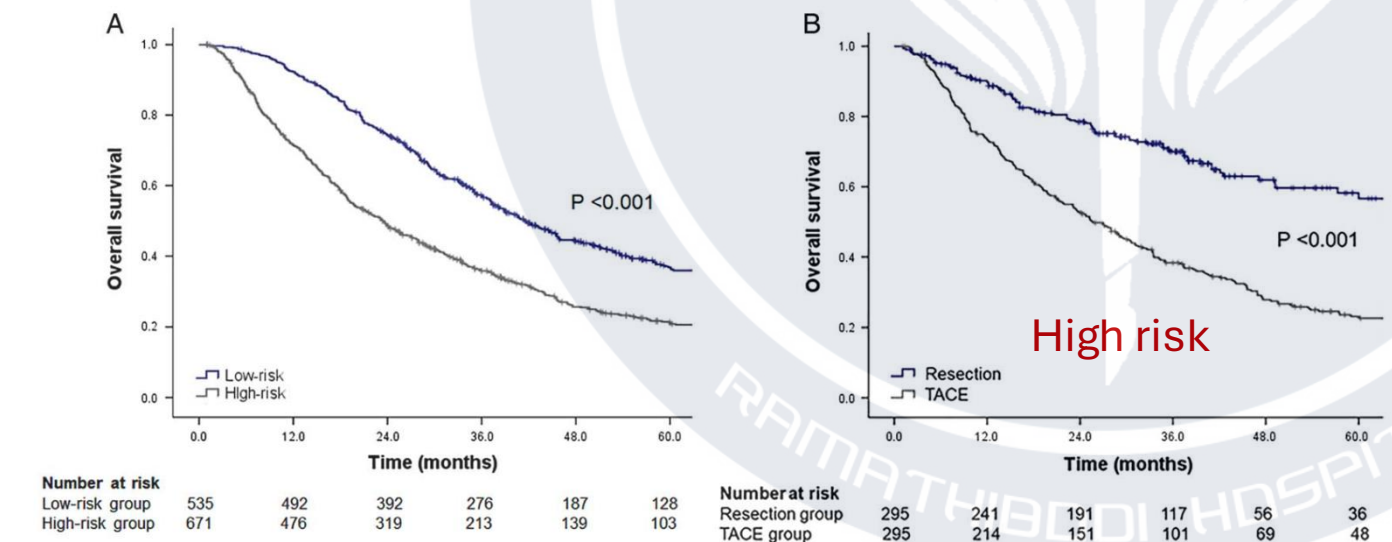 A
Overall survival
1.0
0.8
0.6
0.4
0.2
0.0
P <0.001
Low-risk
HIgh-risk
0.0 12.0 24.0 36.0 48.0 60.0
Time (months)
Number at risk
Low-risk group 535 492 392 276 187 128
High-risk group 671 476 319 213 139 103
B
Overall survival
1.0
0.8
0.6
0.4
0.2
0.0
P <0.001
High risk
Resection
TACE
0.0 12.0 24.0 36.0 48.0 60.0
Time (months)
Number at risk
Resection group 295 241 191 117 56 36
TACE group 295 214 151 101 69 48
RAMATHIBODI HOSPI